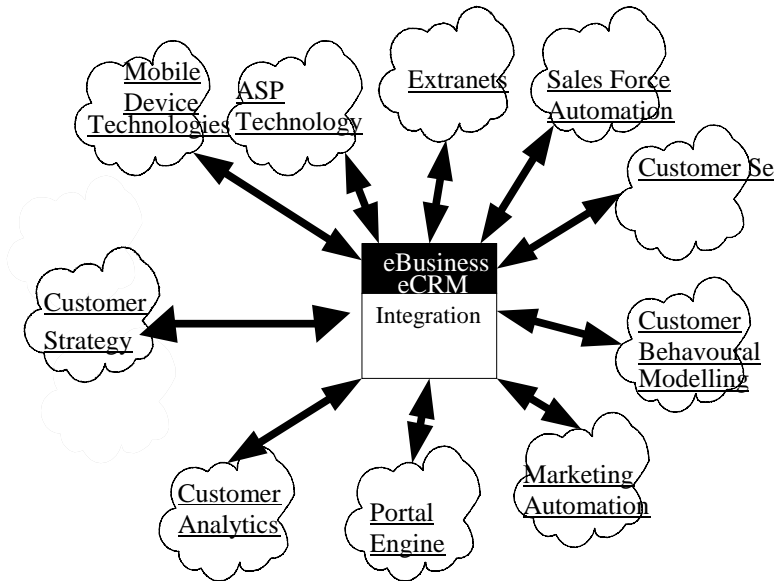 Mobile
Device
Technologies
ASP
Technology
Extranets
Sales Force
Automation
Customer Se
eBusiness
eCRM
Integration
Customer
Strategy
Customer
Behavoural
Modelling
Customer
Analytics
Portal
Engine
Marketing
Automation